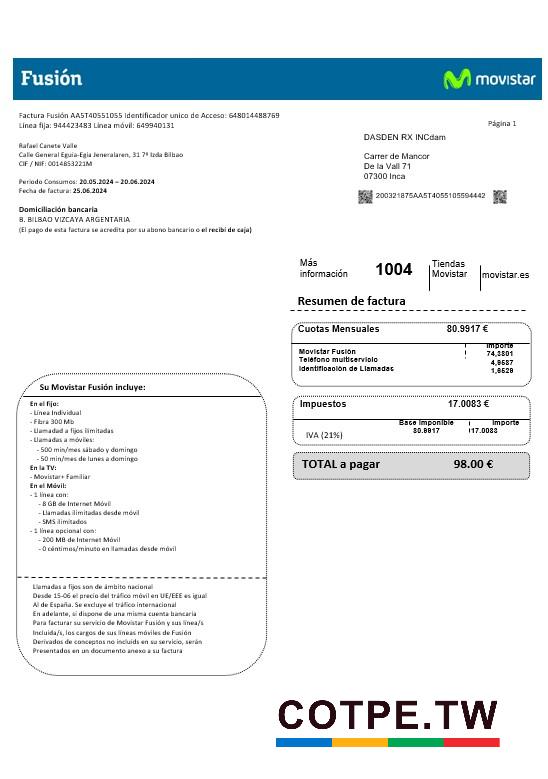 Fusión
movistar
Factura Fusión AA5T40551055 Identificador unico de Acceso: 648014488769
Línea fija: 944423483 Línea móvil: 649940131
Página 1
DASDEN RX INCdam
Rafael Canete Valle
Calle General Eguia-Egia Jeneralaren, 31 7º Izda Bilbao
CIF / NIF: 0014853221M
Carrer de Mancor
De la Vall 71
07300 Inca
Periodo Consumos: 20.05.2024 – 20.06.2024
Fecha de factura: 25.06.2024
200321875AA5T4055105594442
Domiciliación bancaria
B. BILBAO VIZCAYA ARGENTARIA
(El pago de esta factura se acredita por su abono bancario o el recibí de caja)
Más información
1004
Tiendas Movistar
movistar.es
Resumen de factura
Cuotas Mensuales 80.9917 €
Importe
Movistar Fusión 74,3801
Teléfono multiservicio 4,9587
Identificación de Llamadas 1,6529
Impuestos 17.0083 €
Base Imponible Importe
IVA (21%) 80.9917 17.0083
TOTAL a pagar 98.00 €
Su Movistar Fusión incluye:
En el fijo:
- Línea Individual
- Fibra 300 Mb
- Llamaded a fijos ilimitadas
- Llamadas a móviles:
- 500 min/mes sábado y domingo
- 50 min/mes de lunes a domingo
En la TV:
- Movistar+ Familiar
En el Móvil:
- 1 línea con:
- 8 GB de Internet Móvil
- Llamadas ilimitadas desde móvil
- SMS ilimitados
- 1 línea opcional con:
- 200 MB de Internet Móvil
- 0 céntimos/minuto en llamadas desde móvil
Llamadas a fijos son de ámbito nacional
Desde 15-06 el precio del tráfico móvil en UE/EEE es igual
Al de España. Se excluye el tráfico internacional
En adelante, si dispone de una misma cuenta bancaria
Para facturar su servicio de Movistar Fusión y sus línea/s
Incluida/s, los cargos de sus líneas móviles de Fusión
Derivados de conceptos no incluids en su servicio, serán
Presentados en un documento anexo a su factura
COTPE.TW